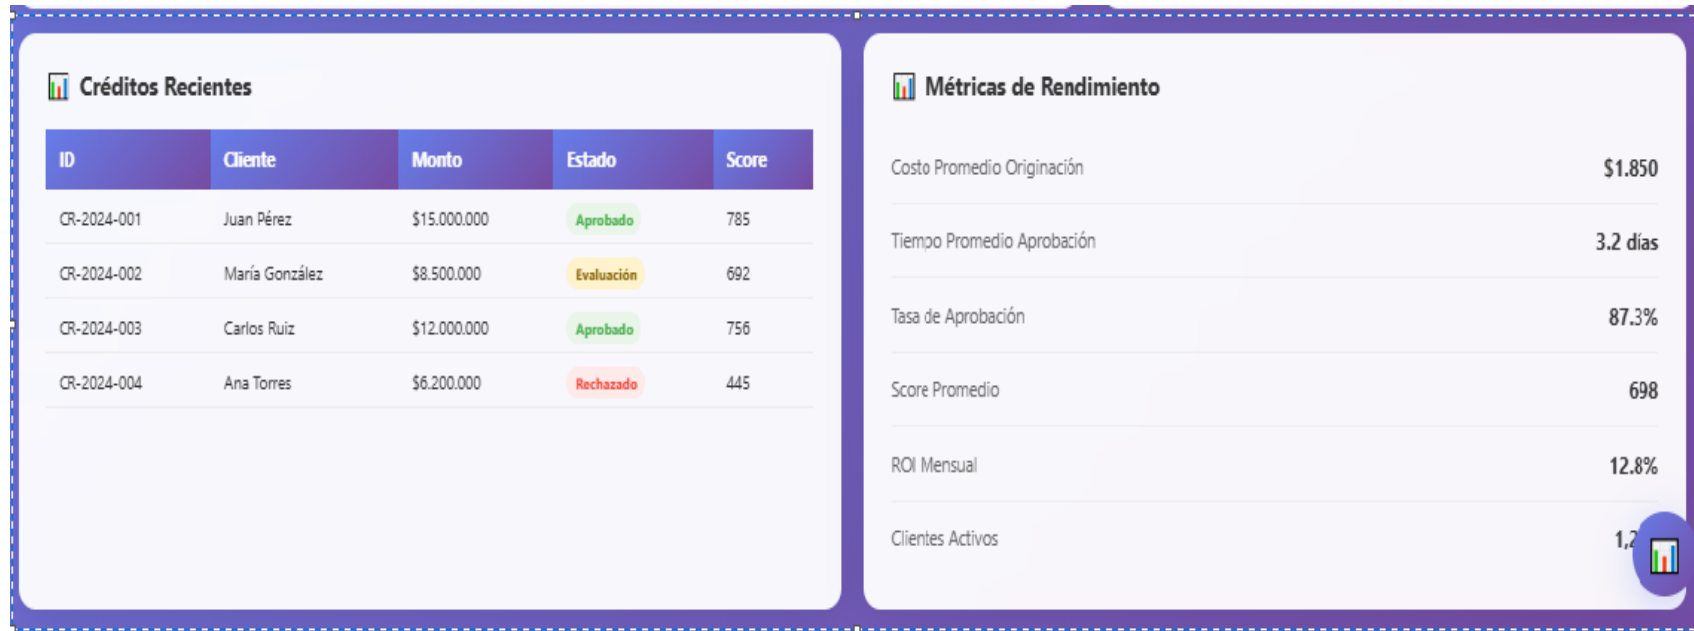 Créditos Recientes
ID Cliente Monto Estado Score
CR-2024-001 Juan Pérez $15.000.000 Aprobado 785
CR-2024-002 María González $8.500.000 Evaluación 692
CR-2024-003 Carlos Ruiz $12.000.000 Aprobado 756
CR-2024-004 Ana Torres $6.200.000 Rechazado 445
Métricas de Rendimiento
Costo Promedio Originación $1.850
Tiempo Promedio Aprobación 3.2 días
Tasa de Aprobación 87.3%
Score Promedio 698
ROI Mensual 12.8%
Clientes Activos